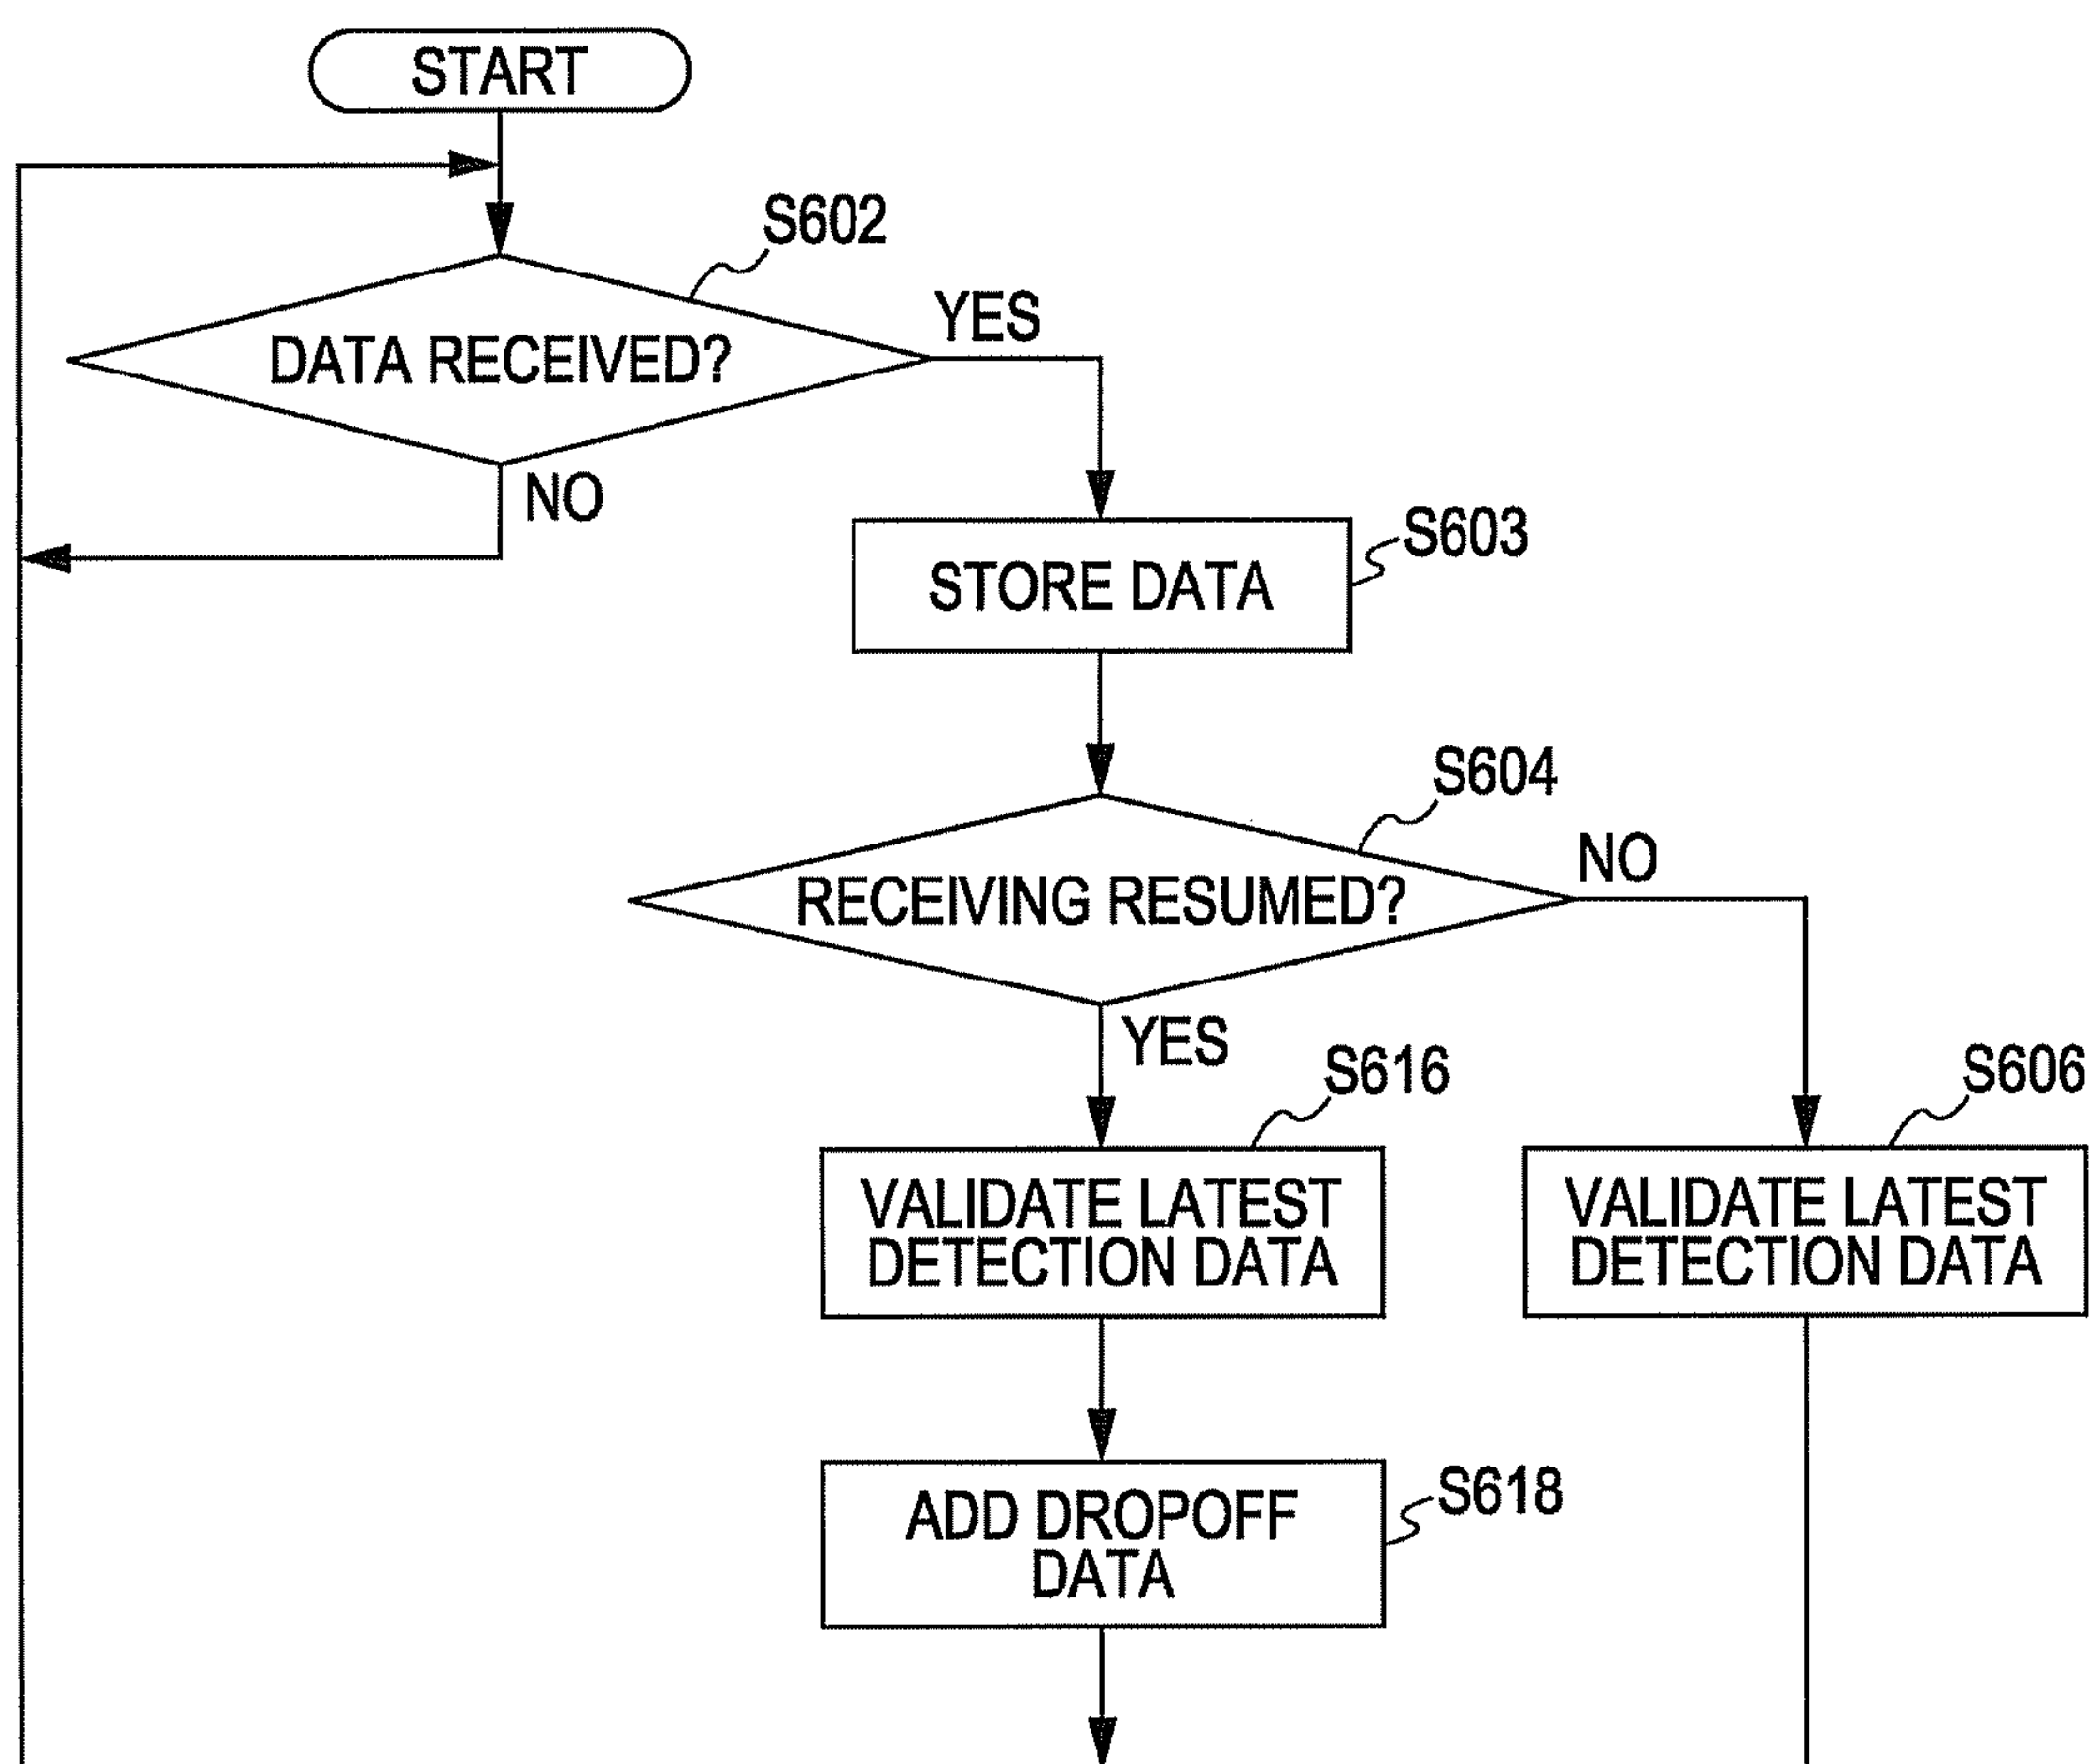 START
S602
DATA RECEIVED?
YES
NO
STORE DATA
S603
S604
RECEIVING RESUMED?
NO
YES
S616
S606
VALIDATE LATEST
DETECTION DATA
VALIDATE LATEST
DETECTION DATA
ADD DROPOFF
DATA
S618